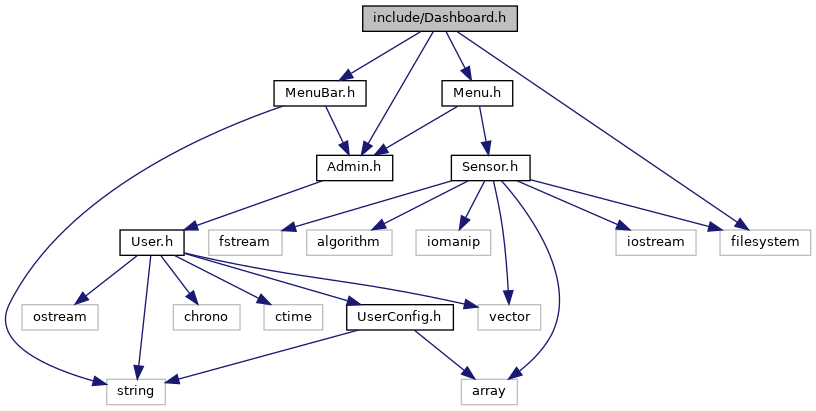 include/Dashboard.h
MenuBar.h
Menu.h
Admin.h
Sensor.h
User.h
fstream
algorithm
iomanip
iostream
filesystem
ostream
chrono
ctime
UserConfig.h
vector
string
array